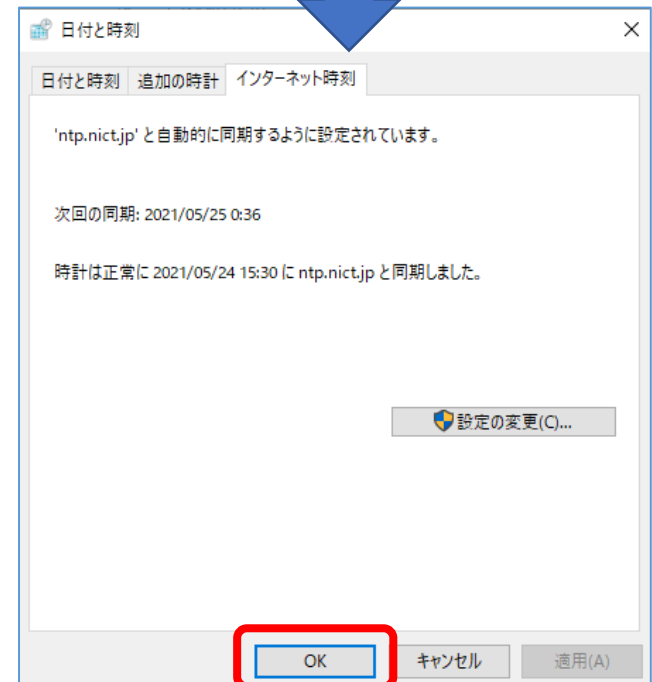 日付と時刻
日付と時刻 追加の時計 インターネット時刻
'ntp.nict.jp' と自動的に同期するように設定されています。
次回の同期: 2021/05/25 0:36
時計は正常に 2021/05/24 15:30 に ntp.nict.jp と同期しました。
設定の変更(C)...
OK キャンセル 適用(A)